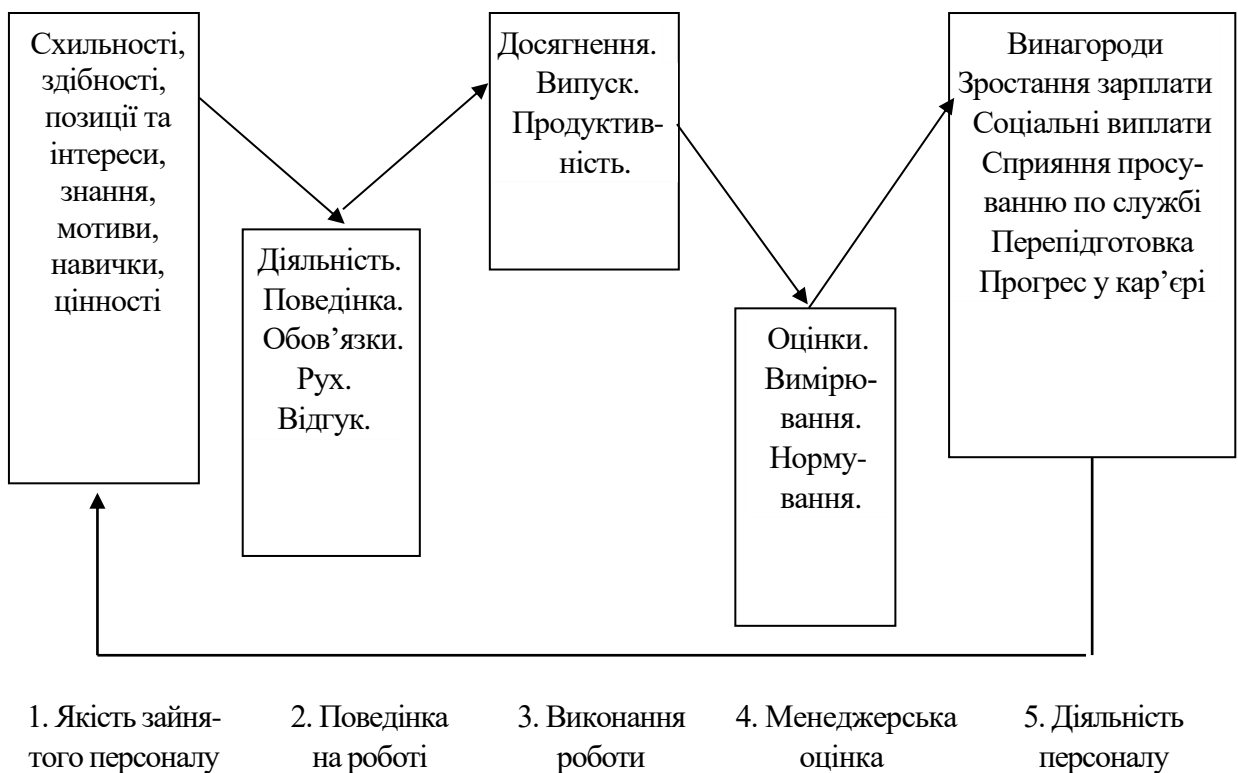 Схильності,
здібності,
позиції та
інтереси,
знання,
мотиви,
навички,
цінності
Діяльність.
Поведінка.
Обов’язки.
Рух.
Відгук.
Досягнення.
Випуск.
Продуктив-
ність.
Оцінки.
Вимірю-
вання.
Норму-
вання.
Винагороди
Зростання зарплати
Соціальні виплати
Сприяння просу-
ванню по службі
Перепідготовка
Прогрес у кар’єрі
1. Якість зайня-
того персоналу
2. Поведінка
на роботі
3. Виконання
роботи
4. Менеджерська
оцінка
5. Діяльність
персоналу